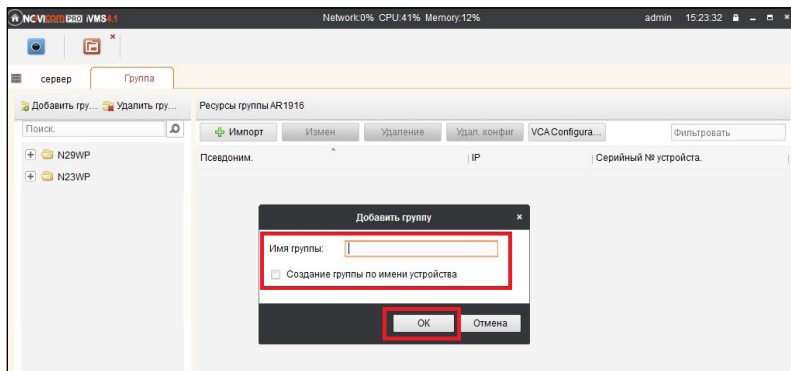 NOVIcom PRO iVMS4.1 Network:0% CPU:41% Memory:12% admin 15:23:32
сервер Группа
Добавить гру... Удалить гру... Ресурсы группы AR1916
Поиск. Импорт Измен Удаление Удал. конфиг VCA Configura... Фильтровать
Псевдоним. IP Серийный № устройста.
N29WP
N23WP
Добавить группу
Имя группы:
Создание группы по имени устройства
OK Отмена